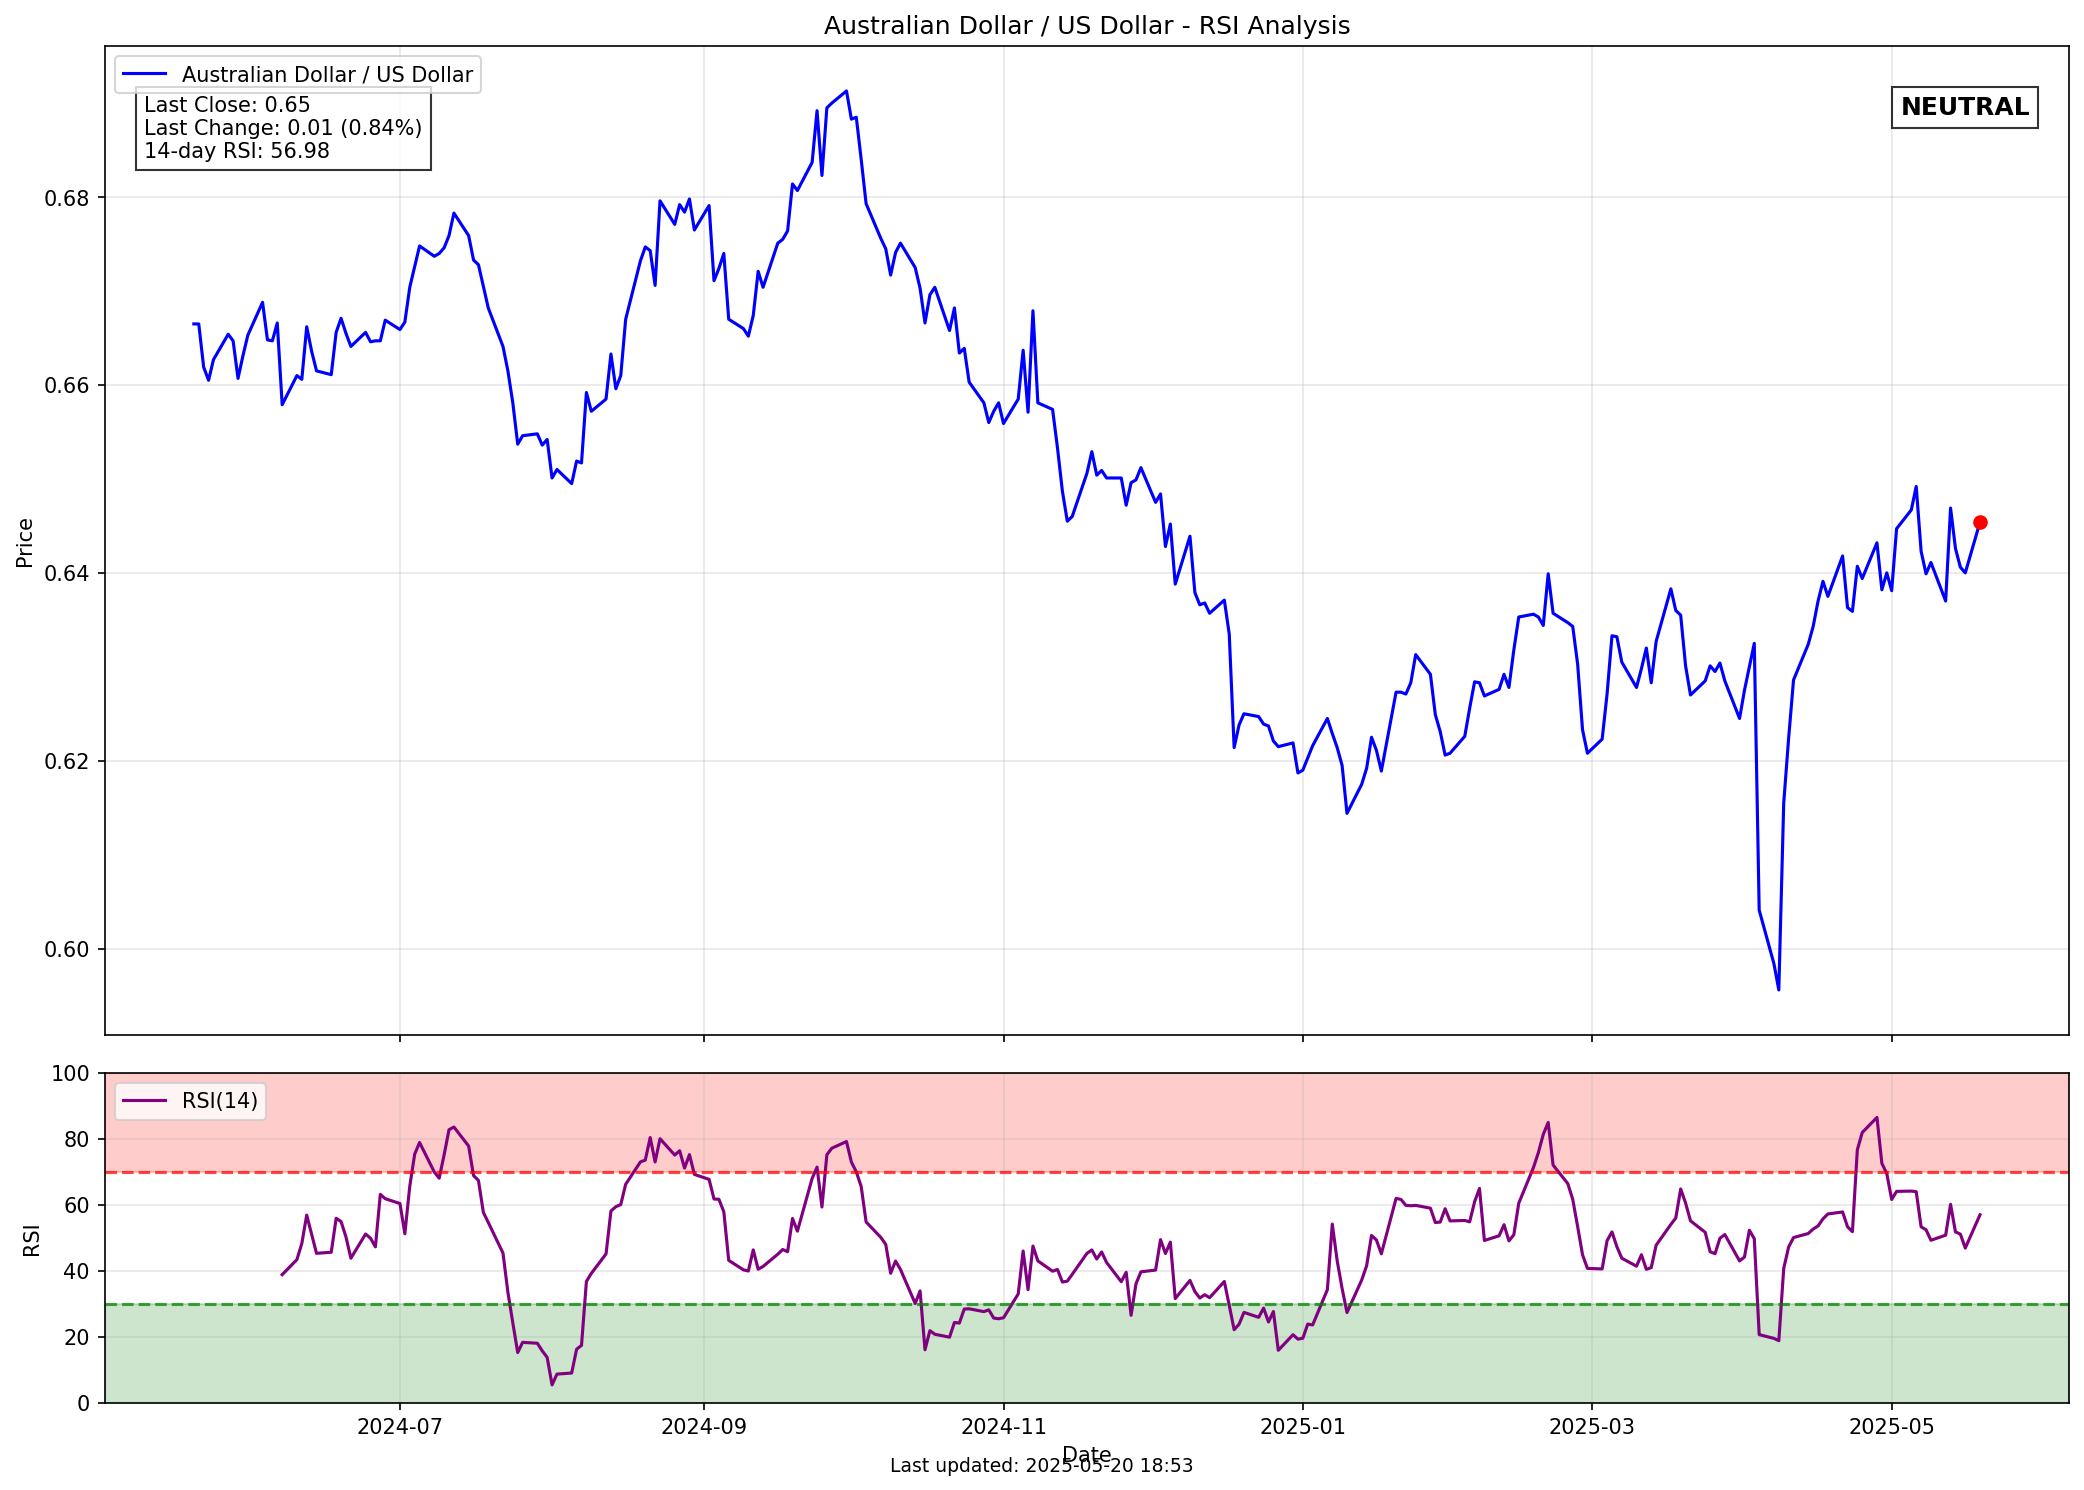 Australian Dollar / US Dollar - RSI Analysis
Australian Dollar / US Dollar
Last Close: 0.65
Last Change: 0.01 (0.84%)
14-day RSI: 56.98
NEUTRAL
Price
0.68
0.66
0.64
0.62
0.60
RSI(14)
RSI
100
80
60
40
20
0
2024-07
2024-09
2024-11
2025-01
2025-03
2025-05
Date
Last updated: 2025-05-20 18:53